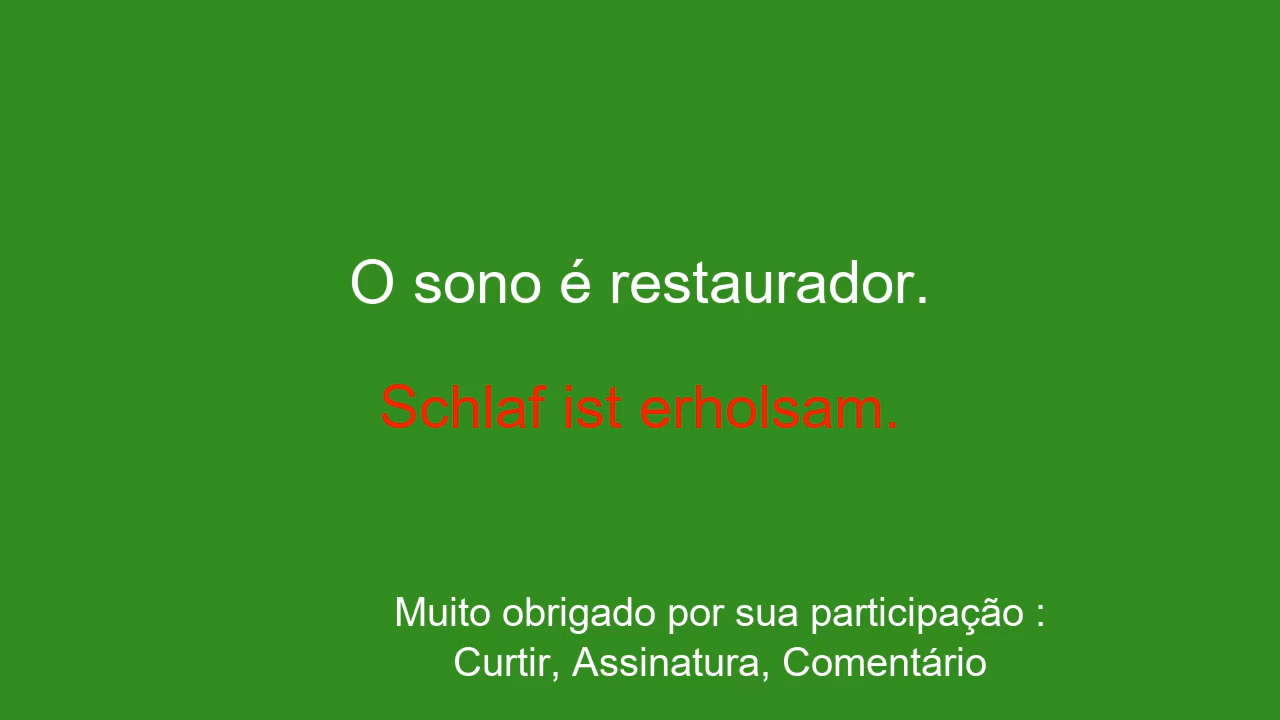 O sono é restaurador.
Schlaf ist erholsam.
Muito obrigado por sua participação :
Curtir, Assinatura, Comentário